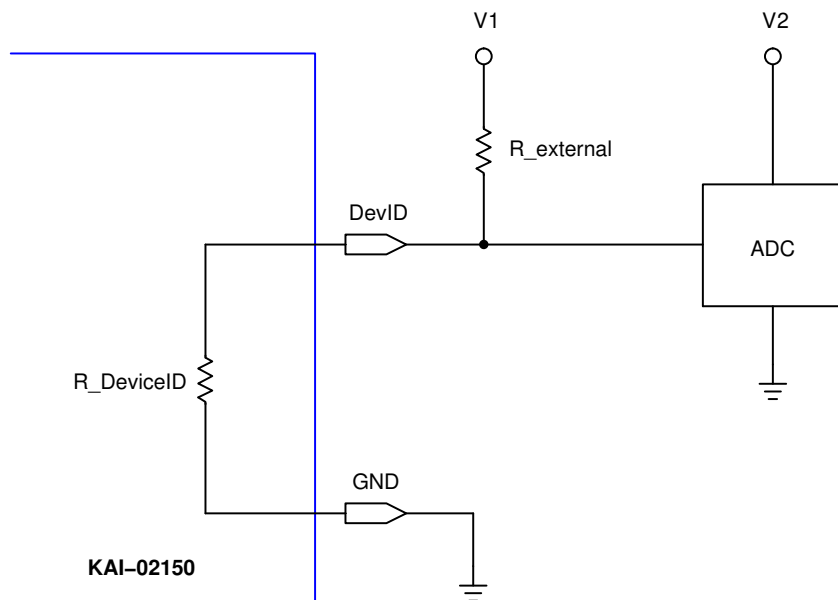 V1
V2
R_external
DevID
ADC
R_DeviceID
GND
KAI–02150